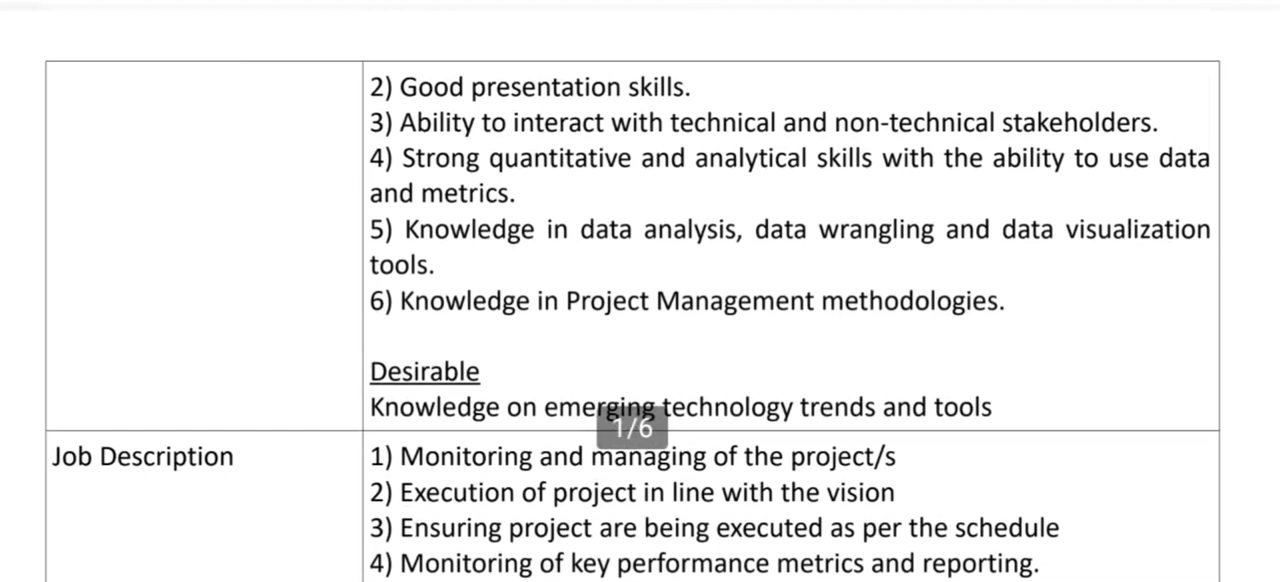 2) Good presentation skills.
3) Ability to interact with technical and non-technical stakeholders.
4) Strong quantitative and analytical skills with the ability to use data
and metrics.
5) Knowledge in data analysis, data wrangling and data visualization
tools.
6) Knowledge in Project Management methodologies.
Desirable
Knowledge on emerging technology trends and tools
1/6
Job Description
1) Monitoring and managing of the project/s
2) Execution of project in line with the vision
3) Ensuring project are being executed as per the schedule
4) Monitoring of key performance metrics and reporting.